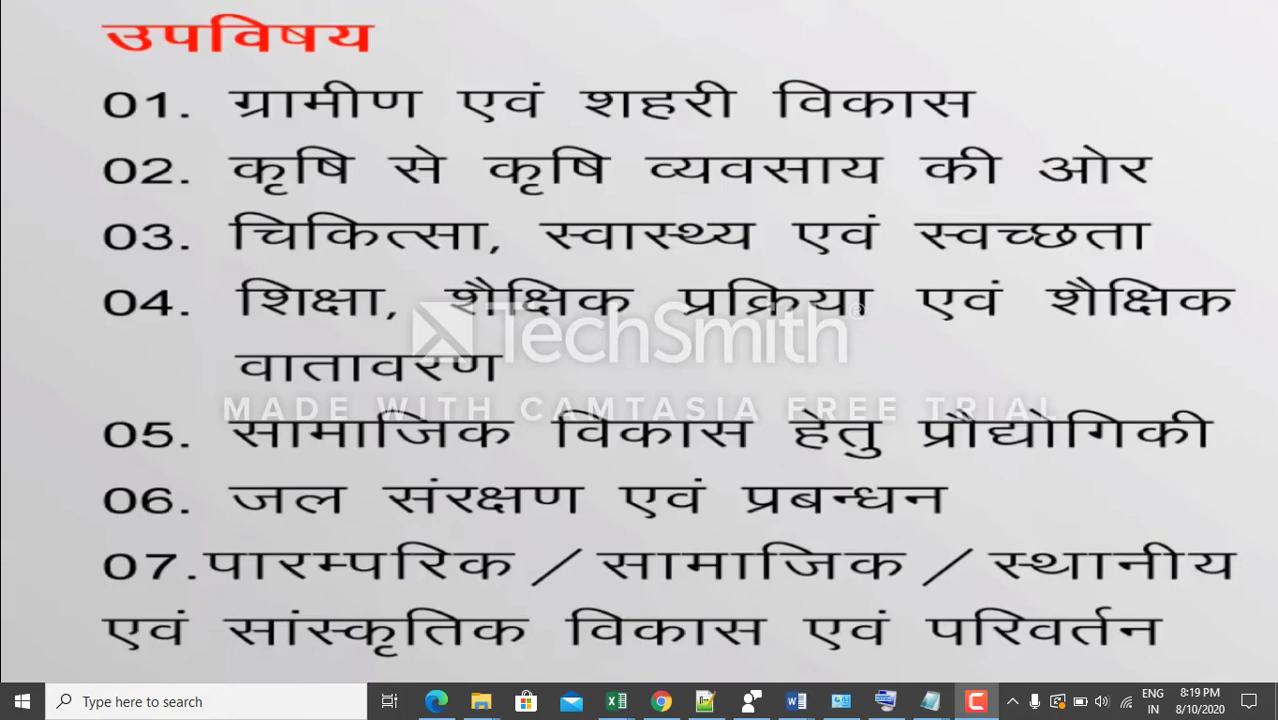 उपविषय
01. ग्रामीण एवं शहरी विकास
02. कृषि से कृषि व्यवसाय की ओर
03. चिकित्सा, स्वास्थ्य एवं स्वच्छता
04. शिक्षा, शैक्षिक प्रक्रिया एवं शैक्षिक
वातावरण
TechSmith®
MADE WITH CAMTASIA FREE TRIAL
05. सामाजिक विकास हेतु प्रौद्योगिकी
06. जल संरक्षण एवं प्रबन्धन
07.पारम्परिक / सामाजिक / स्थानीय
एवं सांस्कृतिक विकास एवं परिवर्तन
Type here to search
ENG
IN
8:19 PM
8/10/2020